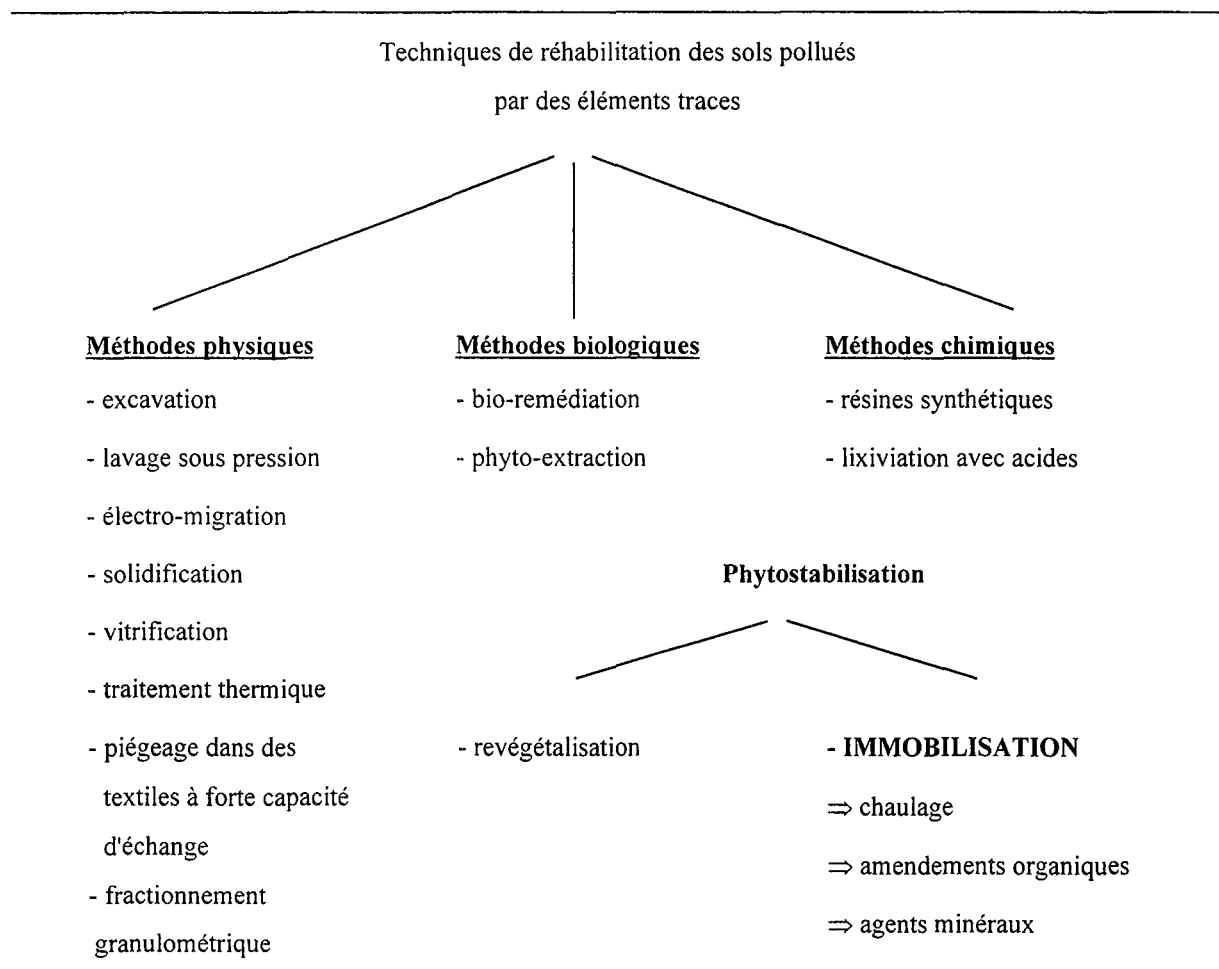 Techniques de réhabilitation des sols pollués
par des éléments traces
Méthodes physiques
- excavation
- lavage sous pression
- électro-migration
- solidification
- vitrification
- traitement thermique
- piégeage dans des
textiles à forte capacité
d'échange
- fractionnement
granulométrique
Méthodes biologiques
- bio-remédiation
- phyto-extraction
Méthodes chimiques
- résines synthétiques
- lixiviation avec acides
Phytostabilisation
- revégétalisation
- IMMOBILISATION
⇒ chaulage
⇒ amendements organiques
⇒ agents minéraux